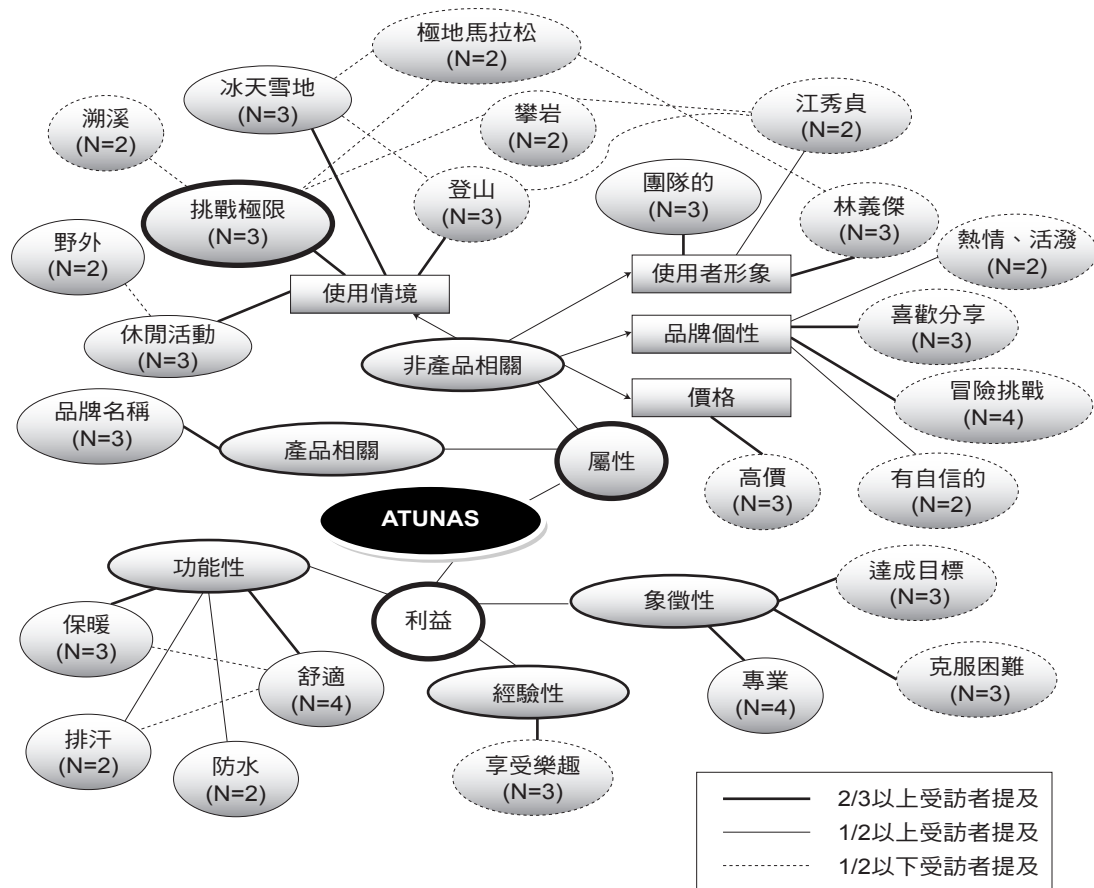 極地馬拉松
(N=2)
冰天雪地
(N=3)
溯溪
(N=2)
攀岩
(N=2)
江秀貞
(N=2)
挑戰極限
(N=3)
登山
(N=3)
團隊的
(N=3)
林義傑
(N=3)
野外
(N=2)
熱情、活潑
(N=2)
使用情境
使用者形象
休閒活動
(N=3)
品牌個性
喜歡分享
(N=3)
非產品相關
價格
冒險挑戰
(N=4)
品牌名稱
(N=3)
產品相關
屬性
高價
(N=3)
有自信的
(N=2)
ATUNAS
功能性
達成目標
(N=3)
象徵性
利益
保暖
(N=3)
舒適
(N=4)
克服困難
(N=3)
專業
(N=4)
經驗性
排汗
(N=2)
防水
(N=2)
享受樂趣
(N=3)
2/3以上受訪者提及
1/2以上受訪者提及
1/2以下受訪者提及